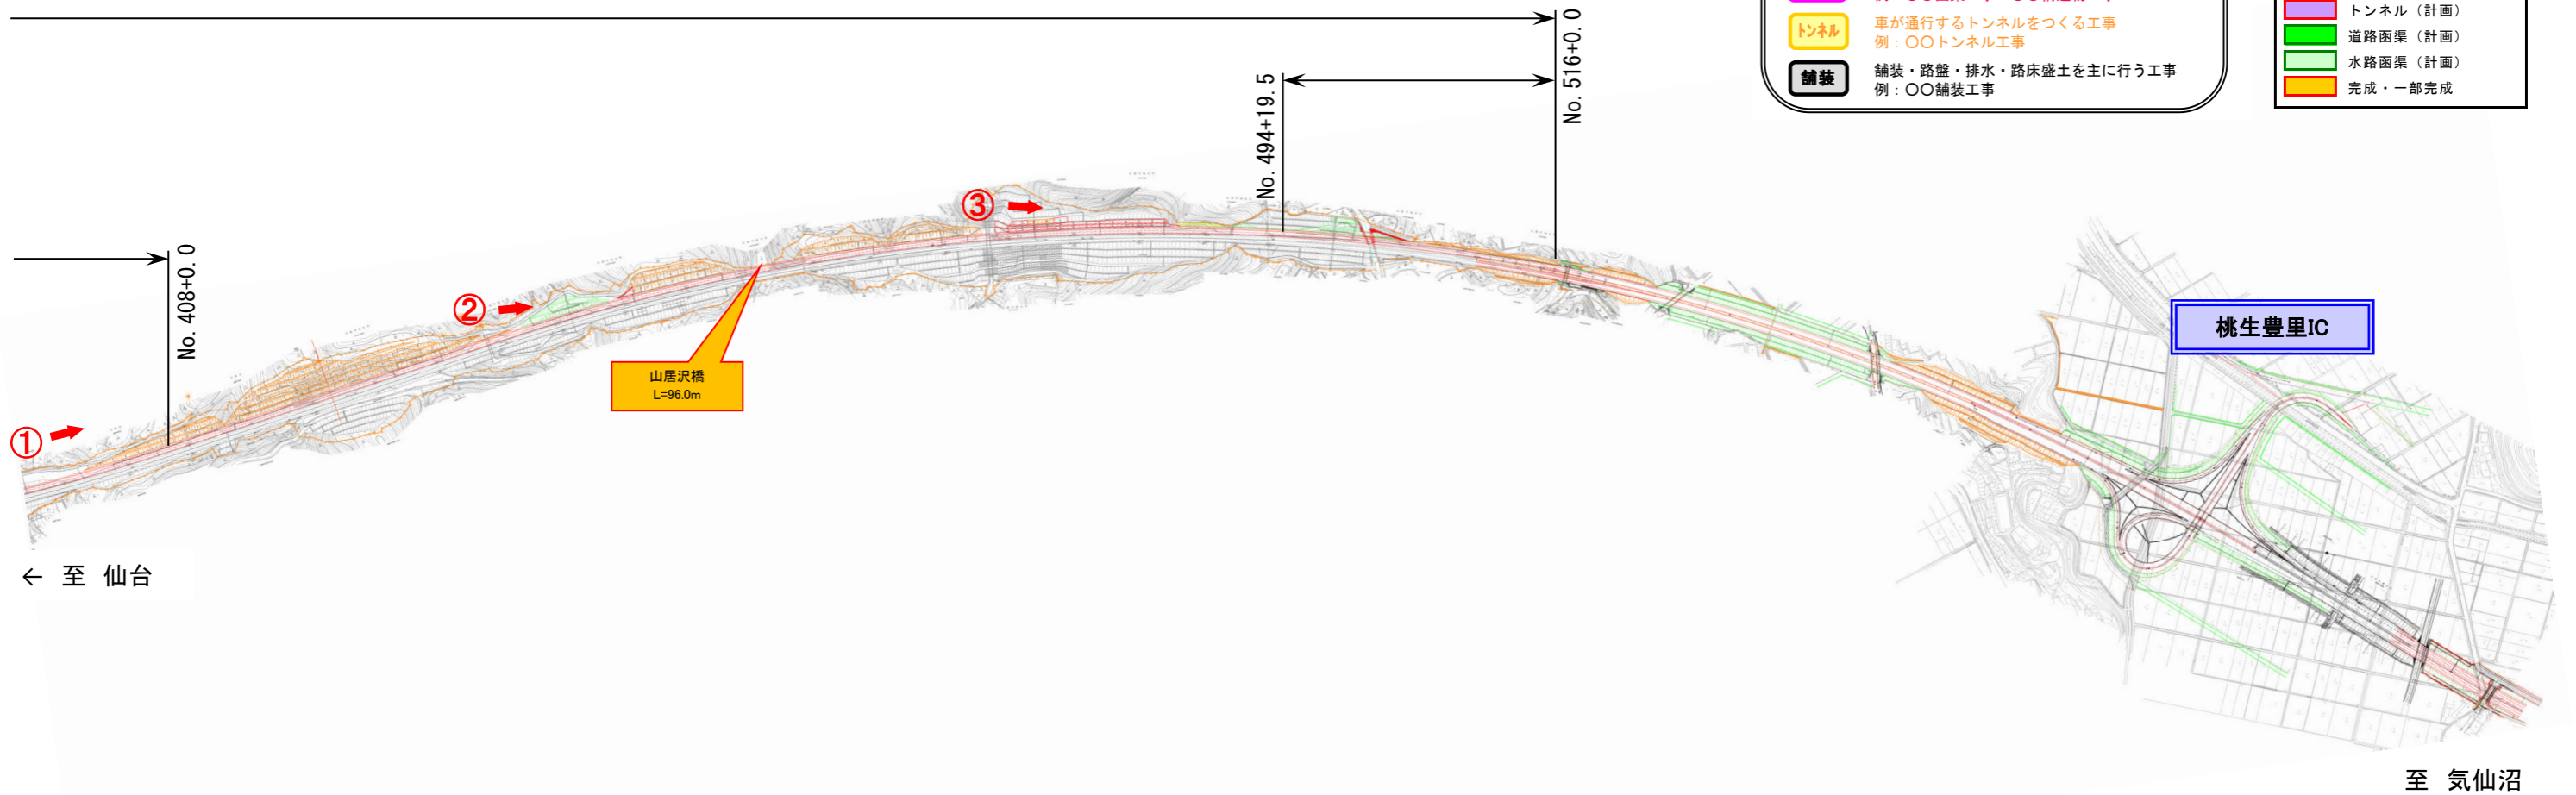 トンネル
車が通行するトンネルをつくる工事
例：〇〇トンネル工事
舗装
舗装・路盤・排水・路床盛土を主に行う工事
例：〇〇舗装工事
トンネル（計画）
道路函渠（計画）
水路函渠（計画）
完成・一部完成
No. 516+0.0
No. 494+19.5
No. 408+0.0
③
②
①
山居沢橋
L=96.0m
桃生豊里IC
← 至 仙台
至 気仙沼